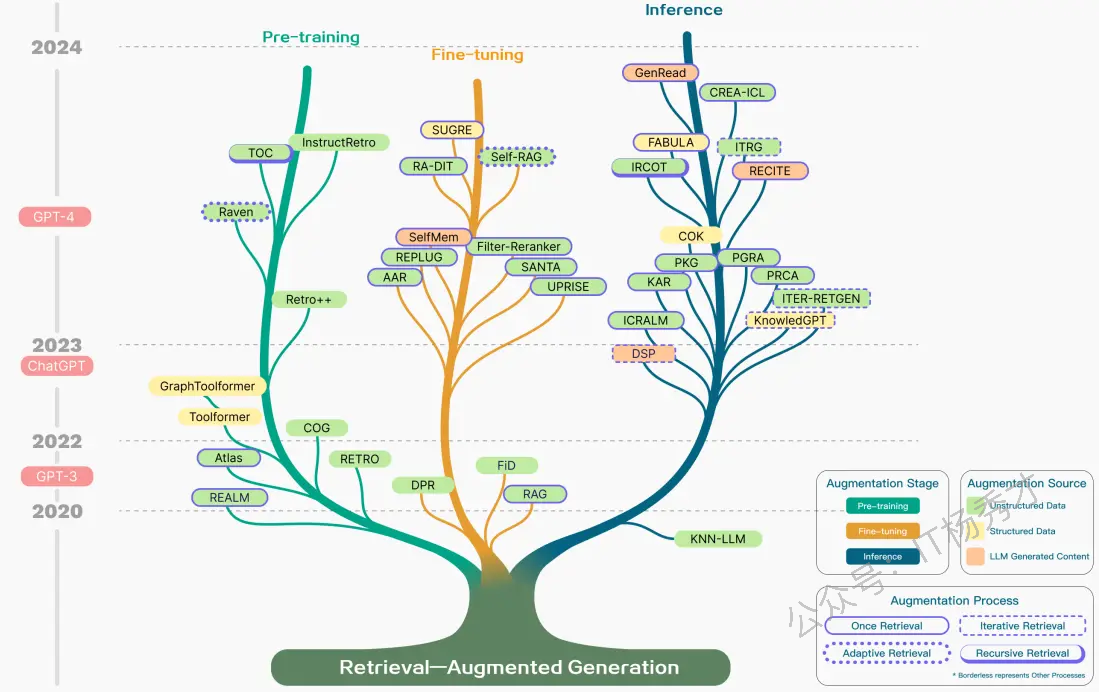 Inference
Pre-training
2024
Fine-tuning
GenRead
CREA-ICL
SUGRE
InstructRetro
FABULA
ITRG
TOC
Self-RAG
RA-DIT
IRCOT
RECITE
Raven
GPT-4
SelfMem
COK
Filter-Reranker
REPLUG
PKG
PGRA
SANTA
AAR
PRCA
KAR
UPRISE
Retro++
ITER-RETGEN
ICRALM
KnowledGPT
2023
DSP
ChatGPT
GraphToolformer
Toolformer
COG
2022
Atlas
RETRO
FiD
GPT-3
DPR
REALM
RAG
2020
KNN-LLM
Augmentation Stage
Pre-training
Fine-tuning
Inference
Augmentation Source
Unstructured Data
Structured Data
LLM Generated Content
Augmentation Process
Once Retrieval
Iterative Retrieval
Adaptive Retrieval
Recursive Retrieval
* Borderless represents Other Processes
Retrieval—Augmented Generation
公众号:IT杨秀才